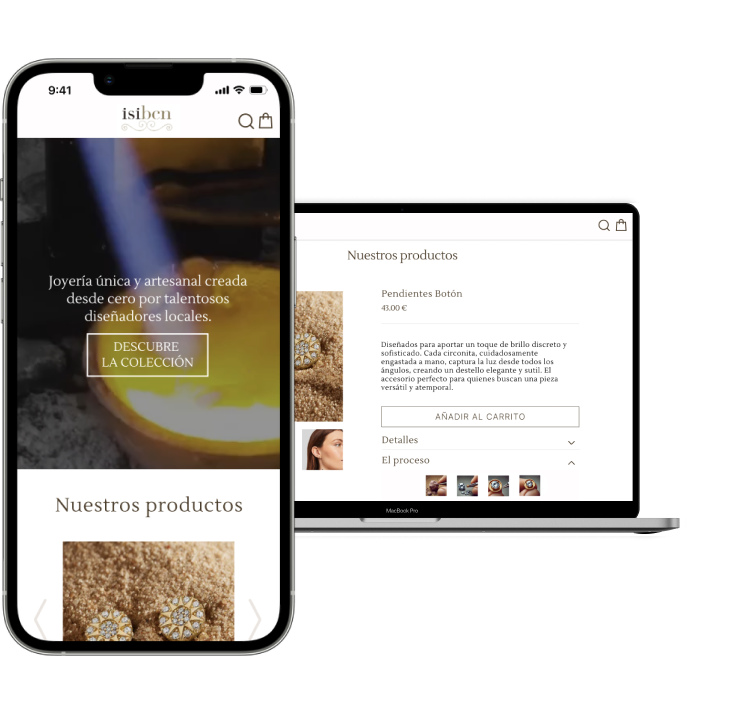 9:41
isibcn
Joyería única y artesanal creada
desde cero por talentosos
diseñadores locales.
DESCUBRE
LA COLECCIÓN
Nuestros productos
Nuestros productos
Pendientes Botón
43.00 €
Diseñados para aportar un toque de brillo discreto y
sofisticado. Cada circonita, cuidadosamente
engastada a mano, captura la luz desde todos los
ángulos, creando un destello elegante y sutil. El
accesorio perfecto para quienes buscan una pieza
versátil y atemporal.
AÑADIR AL CARRITO
Detalles
El proceso
MacBook Pro